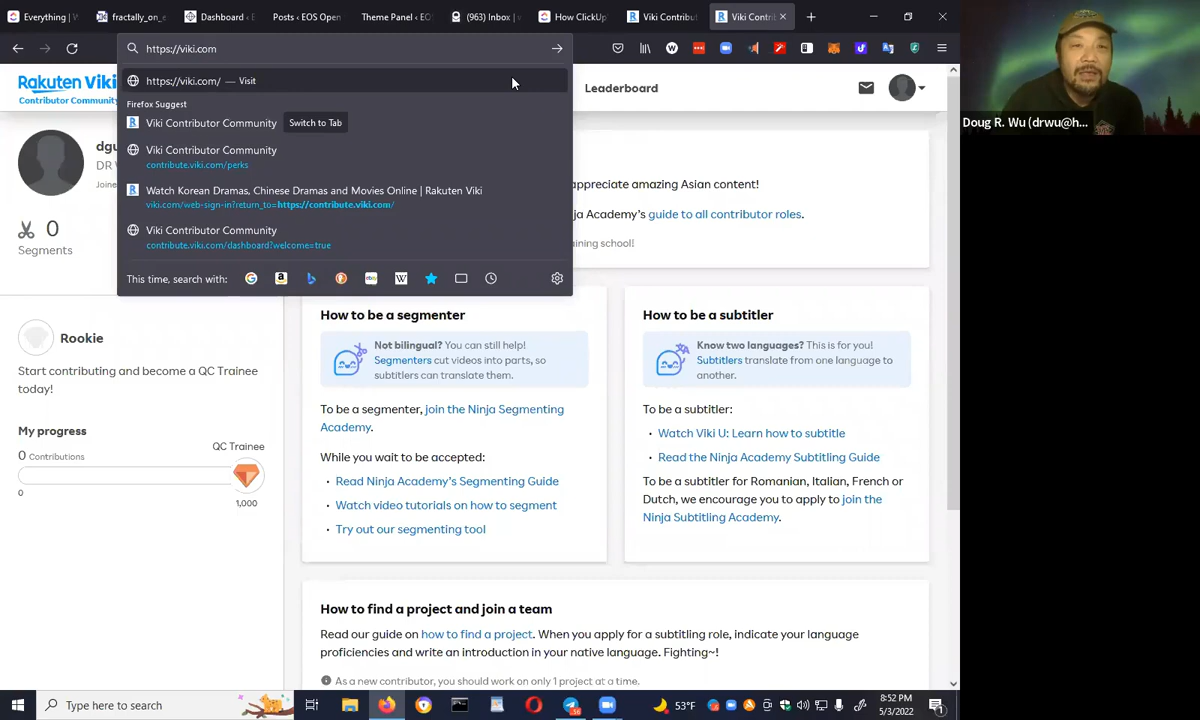 Everything | W
fractally_on_e
Dashboard ‹ E
Posts ‹ EOS Open
Theme Panel ‹ EO
(963) Inbox | w
How ClickUp
Viki Contribut
Viki Contri
https://viki.com
https://viki.com/ — Visit
Firefox Suggest
Viki Contributor Community Switch to Tab
Viki Contributor Community
contribute.viki.com/perks
Watch Korean Dramas, Chinese Dramas and Movies Online | Rakuten Viki
viki.com/web-sign-in?return_to=https://contribute.viki.com/
Viki Contributor Community
contribute.viki.com/dashboard?welcome=true
This time, search with:
Rakuten Viki
Contributor Community
Leaderboard
Doug R. Wu (drwu@h...
dgu
DR W
Joine
0
Segments
ppreciate amazing Asian content!
ja Academy's guide to all contributor roles.
ining school!
Rookie
Start contributing and become a QC Trainee
today!
My progress
QC Trainee
0 Contributions
0
1,000
How to be a segmenter
Not bilingual? You can still help!
Segmenters cut videos into parts, so
subtitlers can translate them.
To be a segmenter, join the Ninja Segmenting
Academy.
While you wait to be accepted:
• Read Ninja Academy's Segmenting Guide
• Watch video tutorials on how to segment
• Try out our segmenting tool
How to be a subtitler
Know two languages? This is for you!
Subtitlers translate from one language to
another.
To be a subtitler:
• Watch Viki U: Learn how to subtitle
• Read the Ninja Academy Subtitling Guide
To be a subtitler for Romanian, Italian, French or
Dutch, we encourage you to apply to join the
Ninja Subtitling Academy.
How to find a project and join a team
Read our guide on how to find a project. When you apply for a subtitling role, indicate your language
proficiencies and write an introduction in your native language. Fighting~!
As a new contributor, you should work on only 1 project at a time.
Type here to search
53°F
8:52 PM
5/3/2022